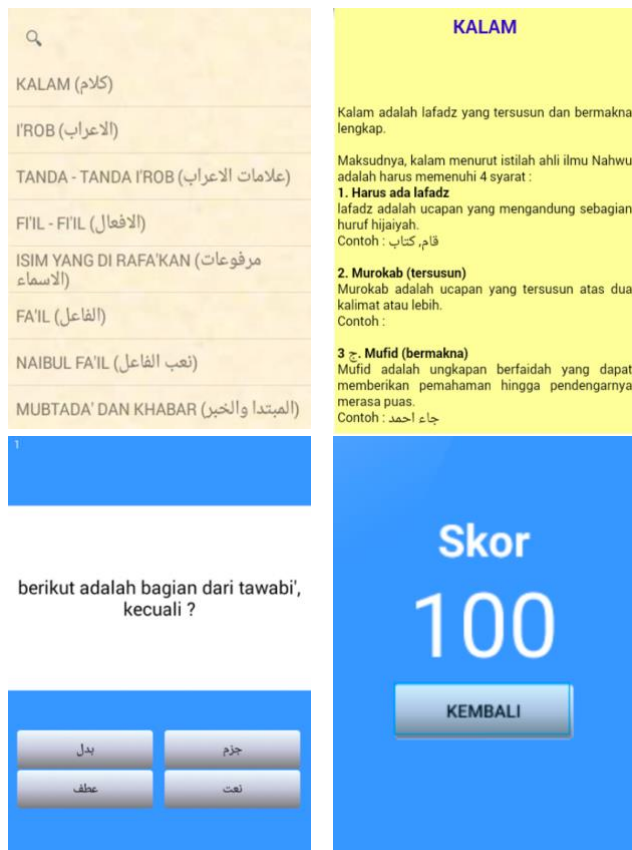 KALAM (كلام)
I'ROB (الاعراب)
TANDA - TANDA I'ROB (علامات الاعراب)
FI'IL - FI'IL (الافعال)
ISIM YANG DI RAFA'KAN (مرفوعات
الاسماء)
FA'IL (الفاعل)
NAIBUL FA'IL (نعب الفاعل)
MUBTADA' DAN KHABAR (المبتدا والخبر)
KALAM
Kalam adalah lafadz yang tersusun dan bermakna
lengkap.
Maksudnya, kalam menurut istilah ahli ilmu Nahwu
adalah harus memenuhi 4 syarat :
1. Harus ada lafadz
lafadz adalah ucapan yang mengandung sebagian
huruf hijaiyah.
Contoh : قام, كتاب
2. Murokab (tersusun)
Murokab adalah ucapan yang tersusun atas dua
kalimat atau lebih.
Contoh :
3 ج. Mufid (bermakna)
Mufid adalah ungkapan berfaidah yang dapat
memberikan pemahaman hingga pendengarnya
merasa puas.
Contoh : جاء احمد
1
berikut adalah bagian dari tawabi',
kecuali ?
بدل
جزم
عطف
نعت
Skor
100
KEMBALI